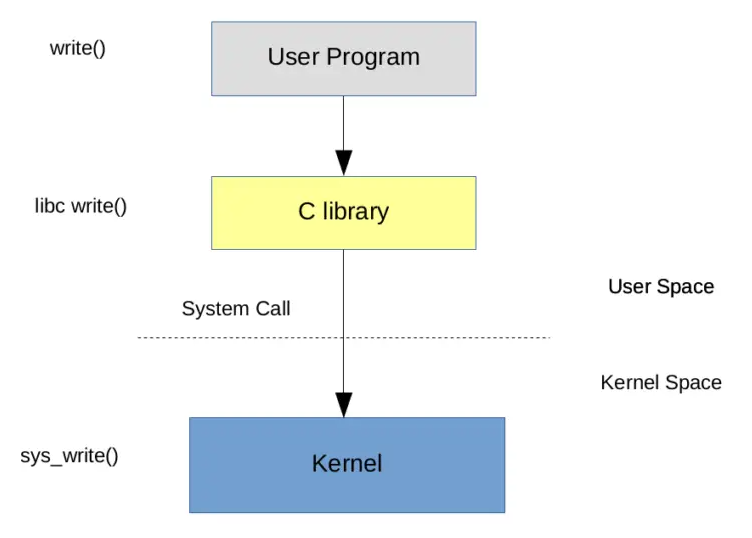 write()
User Program
libc write()
C library
User Space
System Call
Kernel Space
sys_write()
Kernel